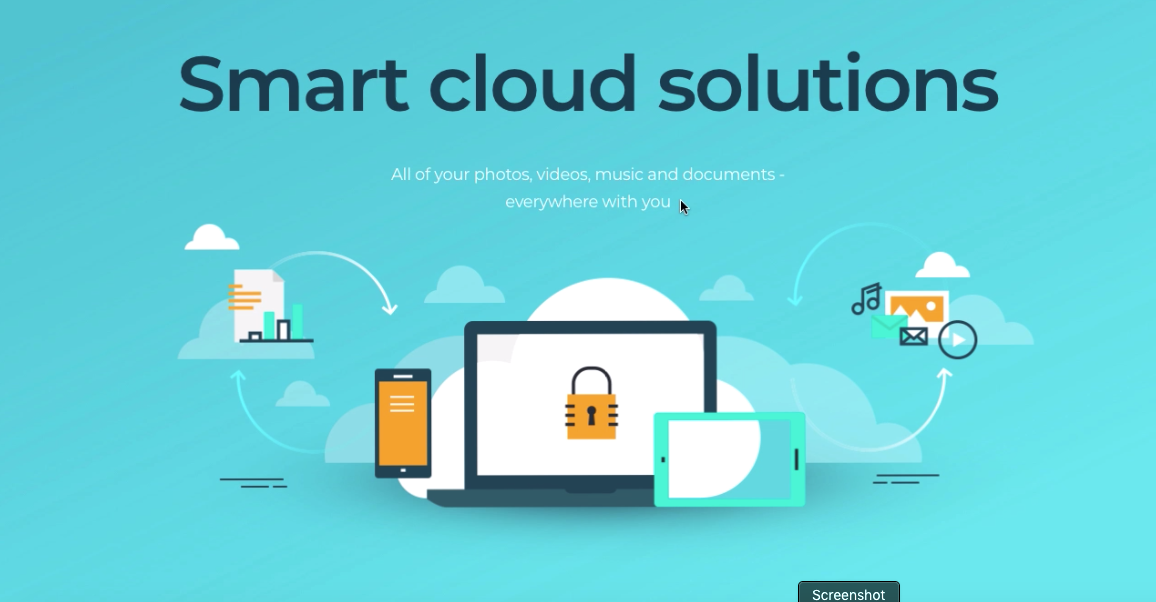 Smart cloud solutions
All of your photos, videos, music and documents -
everywhere with you
Screenshot